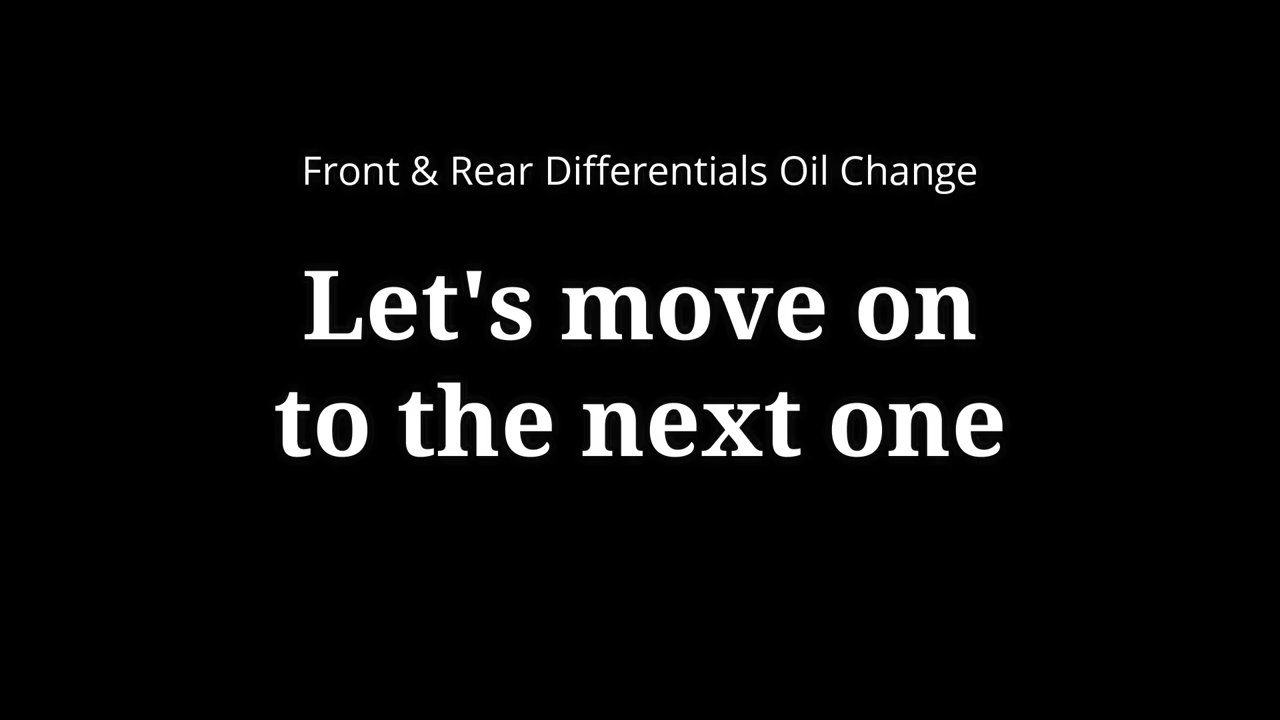 Front & Rear Differentials Oil Change
Let's move on
to the next one